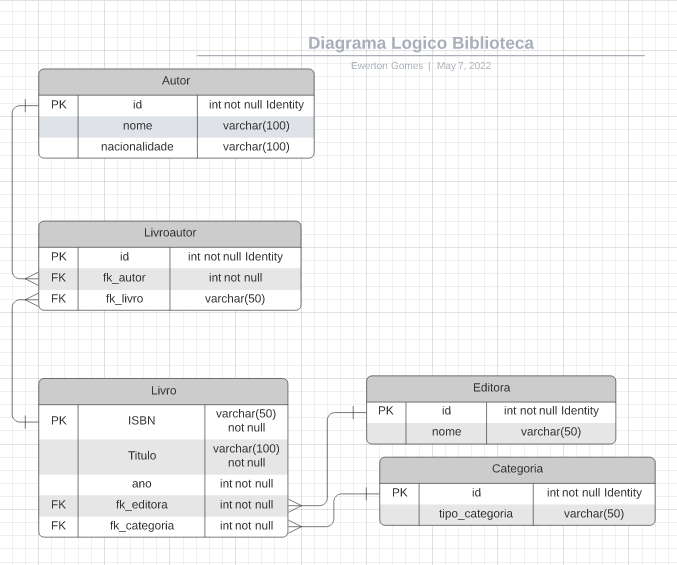 Diagrama Logico Biblioteca
Ewerton Gomes | May 7, 2022
Autor
PK id int not null Identity
nome varchar(100)
nacionalidade varchar(100)
Livroautor
PK id int not null Identity
FK fk_autor int not null
FK fk_livro varchar(50)
Livro
PK ISBN varchar(50)
not null
Titulo varchar(100)
not null
ano int not null
FK fk_editora int not null
FK fk_categoria int not null
Editora
PK id int not null Identity
nome varchar(50)
Categoria
PK id int not null Identity
tipo_categoria varchar(50)